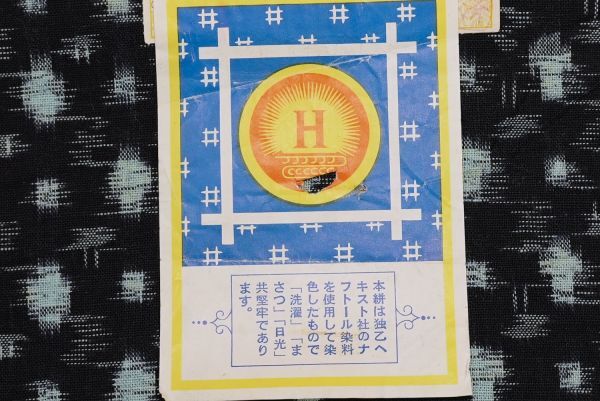 H
本絣は独乙ヘ
キスト社のナ
フトール染料
を使用して染
色したもので
「洗濯」「ま
さつ」「日光」
共堅牢であり
ます。